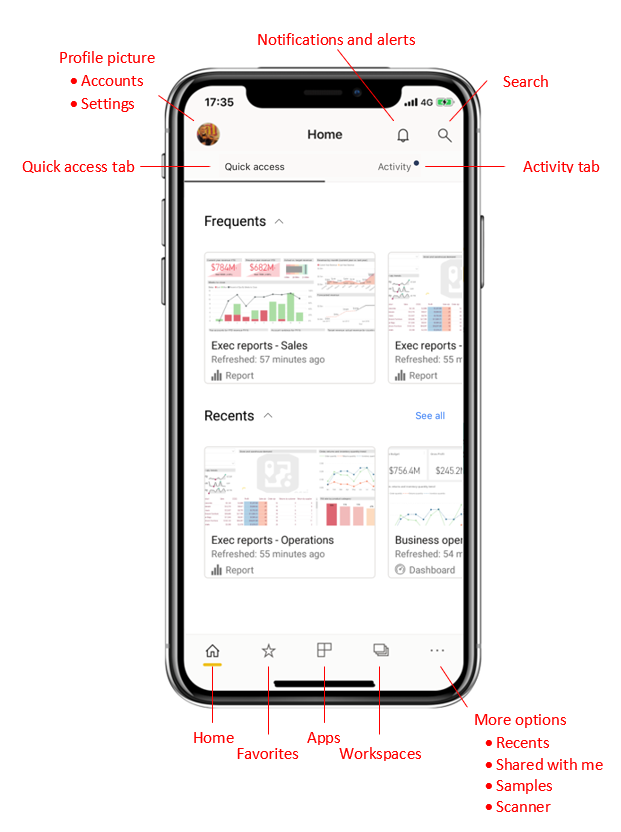 Notifications and alerts
Profile picture
• Accounts
• Settings
Search
17:35
4G
Home
Quick access tab
Quick access
Activity
Activity tab
Frequents
$784M
$682M
Exec reports - Sales
Refreshed: 57 minutes ago
Report
Exec reports -
Refreshed: 55 m
Report
Recents
See all
$756.4M
$245.2
Exec reports - Operations
Refreshed: 55 minutes ago
Report
Business oper
Refreshed: 54 m
Dashboard
Home
Favorites
Apps
Workspaces
More options
• Recents
• Shared with me
• Samples
• Scanner